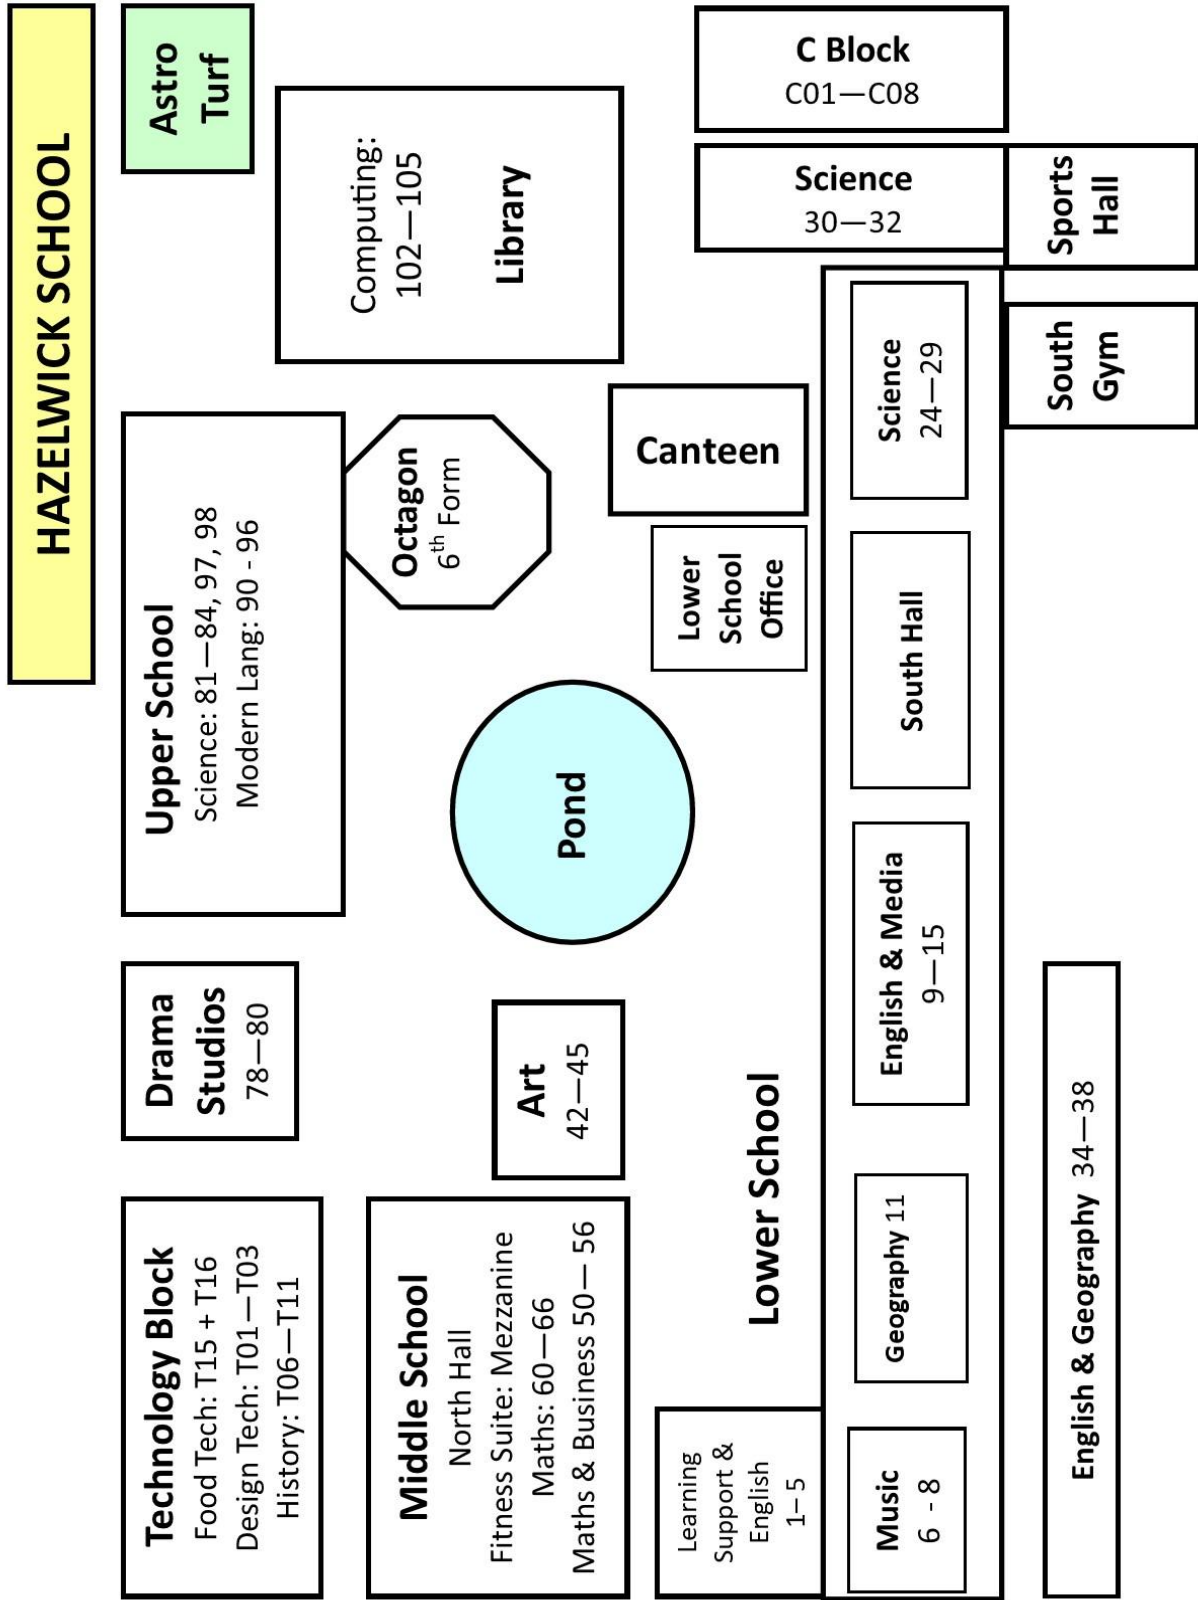 HAZELWICK SCHOOL
Technology Block
Food Tech: T15 + T16
Design Tech: T01—T03
History: T06—T11
Drama
Studios
78—80
Upper School
Science: 81—84, 97, 98
Modern Lang: 90 - 96
Astro
Turf
Middle School
North Hall
Fitness Suite: Mezzanine
Maths: 60—66
Maths & Business 50— 56
Art
42—45
Pond
Octagon
6th Form
Computing:
102—105
Library
Learning
Support &
English
1– 5
Lower School
Lower
School
Office
Canteen
C Block
C01—C08
Science
30—32
Music
6 - 8
Geography 11
English & Media
9—15
South Hall
Science
24—29
English & Geography 34—38
South
Gym
Sports
Hall